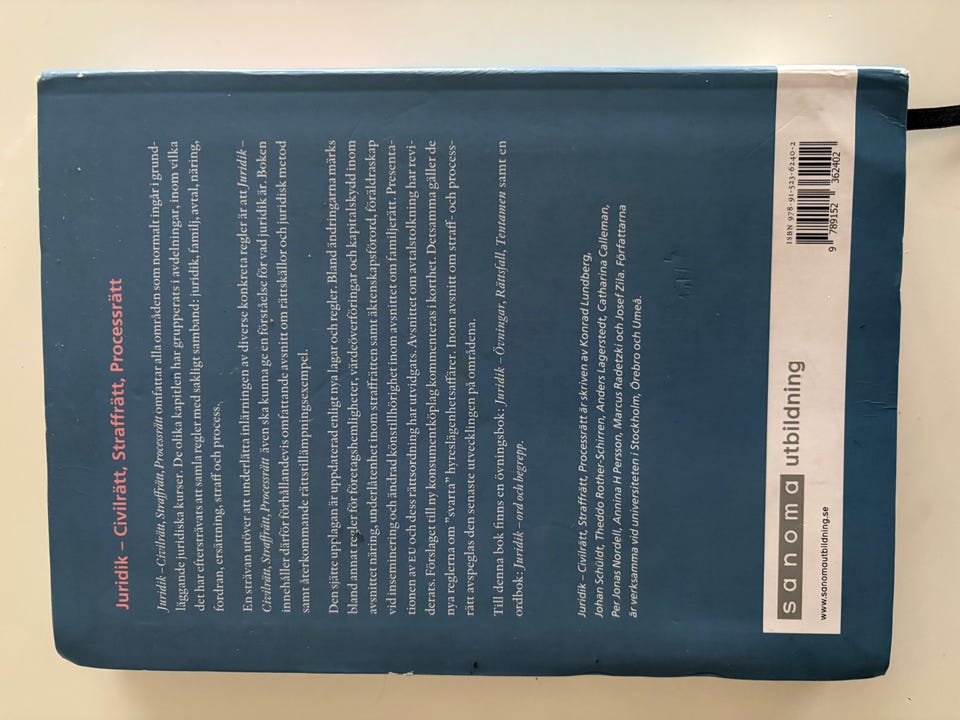 Juridik – Civilrätt, Straffrätt, Processrätt
Juridik – Civilrätt, Straffrätt, Processrätt omfattar alla områden som normalt ingår i grund-
läggande juridiska kurser. De olika kapitlen har grupperats i avdelningar, inom vilka
det har eftersträvats att samla regler med sakligt samband: juridik, familj, avtal, näring,
fordran, ersättning, straff och process.
En strävan utöver att underlätta inlärningen av diverse konkreta regler är att Juridik –
Civilrätt, Straffrätt, Processrätt även ska kunna ge en förståelse för vad juridik är. Boken
innehåller därför förhållandevis omfattande avsnitt om rättskällor och juridisk metod
samt återkommande rättstillämpningsexempel.
Den sjätte upplagan är uppdaterad enligt nya lagar och regler. Bland ändringarna märks
bland annat regler för företagshemligheter, värdeöverföringar och kapitalskydd inom
avsnittet näring, underlåtenhet inom straffrätten samt äktenskapsförord, föräldraskap
vid inseminering och ändrad könstillhörighet inom avsnittet om familjerätt. Presenta-
tionen av EU och dess rättsordning har utvidgats. Avsnittet om avtalstolkning har revi-
derats. Förslaget till ny konsumentköplag kommenteras i korthet. Detsamma gäller de
nya reglerna om "svarta" hyreslägenhetsaffärer. Inom avsnitt om straff- och process-
rätt avspeglas den senaste utvecklingen på områdena.
Till denna bok finns en övningsbok: Juridik – Övningar, Rättsfall, Tentamen samt en
ordbok: Juridik – ord och begrepp.
Juridik – Civilrätt, Straffrätt, Processrätt är skriven av Konrad Lundberg,
Johan Schüldt, Theddo Rother-Schirren, Anders Lagerstedt, Catharina Calleman,
Per Jonas Nordell, Annina H Persson, Marcus Radetzki och Josef Zila. Författarna
är verksamma vid universiteten i Stockholm, Örebro och Umeå.
sanoma utbildning
www.sanomautbildning.se
ISBN 978-91-523-6240-2
9 789152 362402